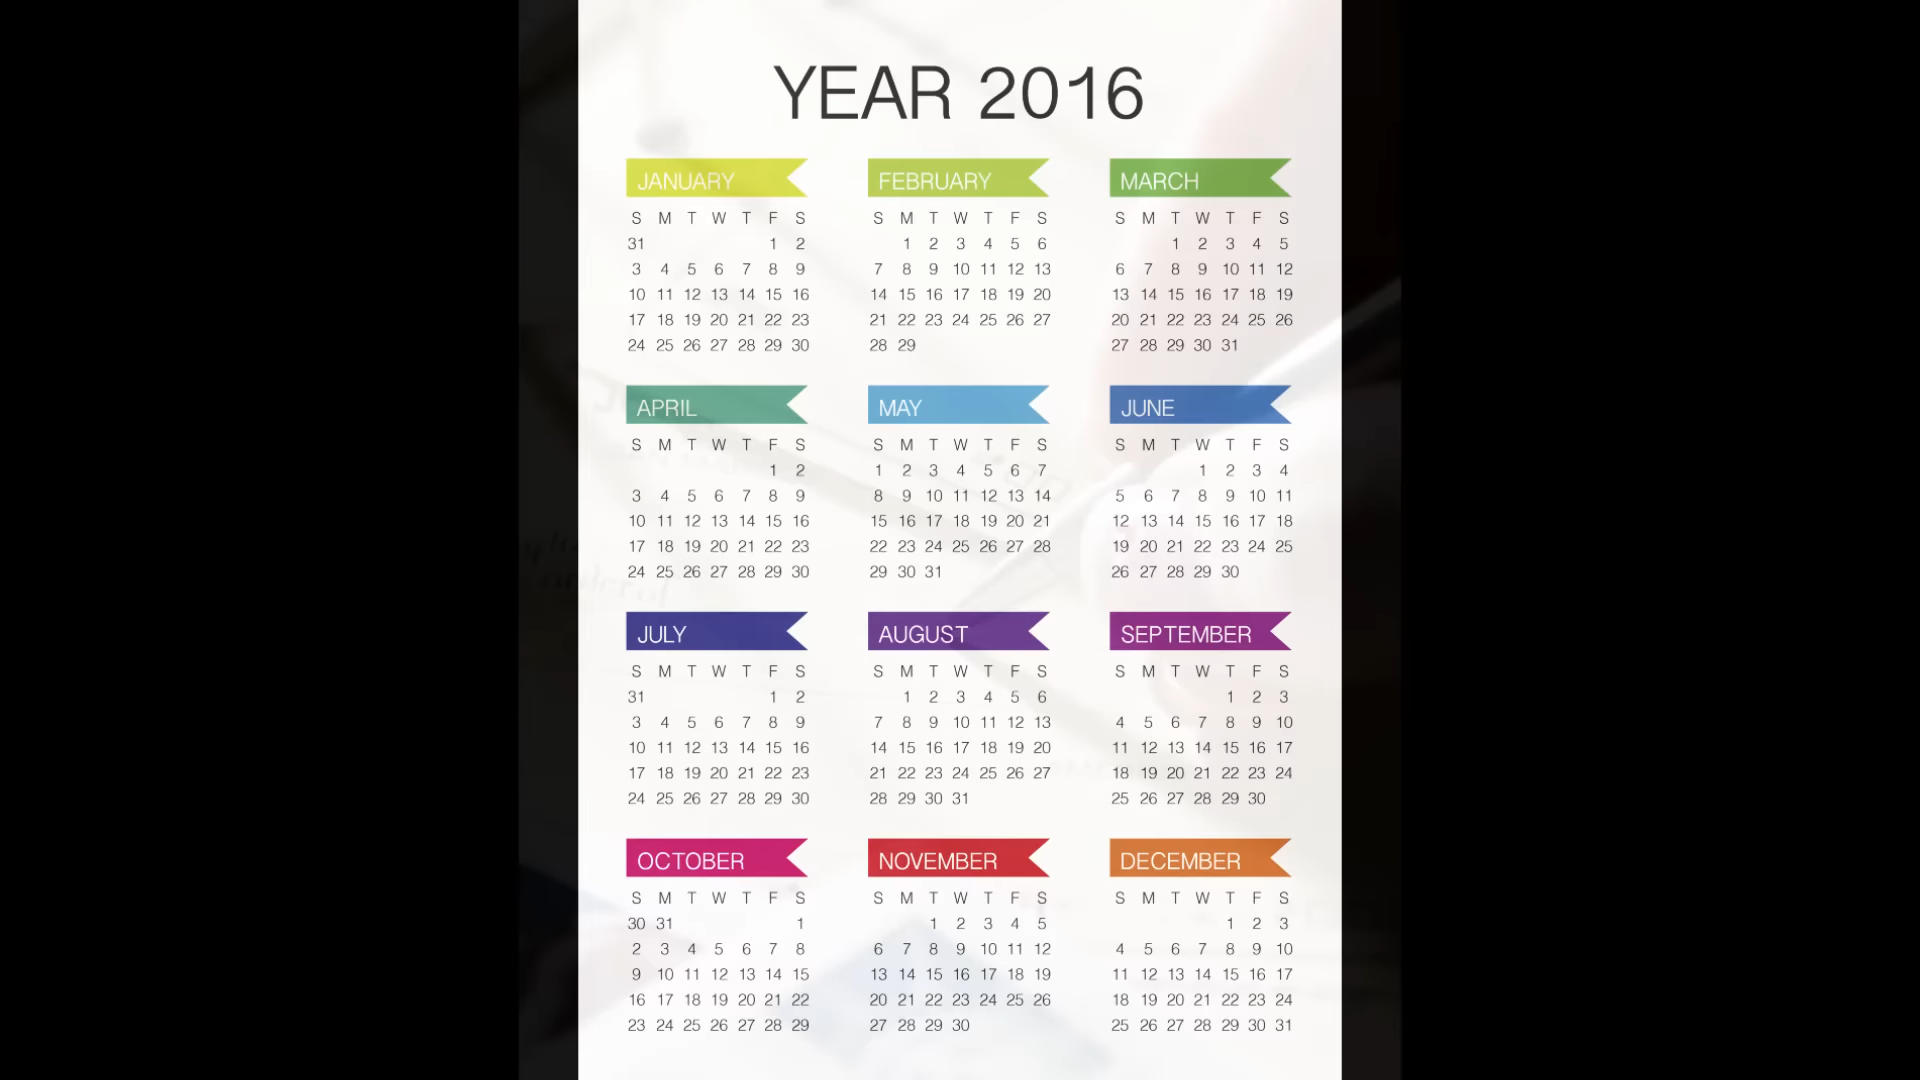 YEAR 2016
JANUARY
S M T W T F S
31 1 2
3 4 5 6 7 8 9
10 11 12 13 14 15 16
17 18 19 20 21 22 23
24 25 26 27 28 29 30
FEBRUARY
S M T W T F S
1 2 3 4 5 6
7 8 9 10 11 12 13
14 15 16 17 18 19 20
21 22 23 24 25 26 27
28 29
MARCH
S M T W T F S
1 2 3 4 5
6 7 8 9 10 11 12
13 14 15 16 17 18 19
20 21 22 23 24 25 26
27 28 29 30 31
APRIL
S M T W T F S
1 2
3 4 5 6 7 8 9
10 11 12 13 14 15 16
17 18 19 20 21 22 23
24 25 26 27 28 29 30
MAY
S M T W T F S
1 2 3 4 5 6 7
8 9 10 11 12 13 14
15 16 17 18 19 20 21
22 23 24 25 26 27 28
29 30 31
JUNE
S M T W T F S
1 2 3 4
5 6 7 8 9 10 11
12 13 14 15 16 17 18
19 20 21 22 23 24 25
26 27 28 29 30
JULY
S M T W T F S
31 1 2
3 4 5 6 7 8 9
10 11 12 13 14 15 16
17 18 19 20 21 22 23
24 25 26 27 28 29 30
AUGUST
S M T W T F S
1 2 3 4 5 6
7 8 9 10 11 12 13
14 15 16 17 18 19 20
21 22 23 24 25 26 27
28 29 30 31
SEPTEMBER
S M T W T F S
1 2 3
4 5 6 7 8 9 10
11 12 13 14 15 16 17
18 19 20 21 22 23 24
25 26 27 28 29 30
OCTOBER
S M T W T F S
30 31 1
2 3 4 5 6 7 8
9 10 11 12 13 14 15
16 17 18 19 20 21 22
23 24 25 26 27 28 29
NOVEMBER
S M T W T F S
1 2 3 4 5
6 7 8 9 10 11 12
13 14 15 16 17 18 19
20 21 22 23 24 25 26
27 28 29 30
DECEMBER
S M T W T F S
1 2 3
4 5 6 7 8 9 10
11 12 13 14 15 16 17
18 19 20 21 22 23 24
25 26 27 28 29 30 31